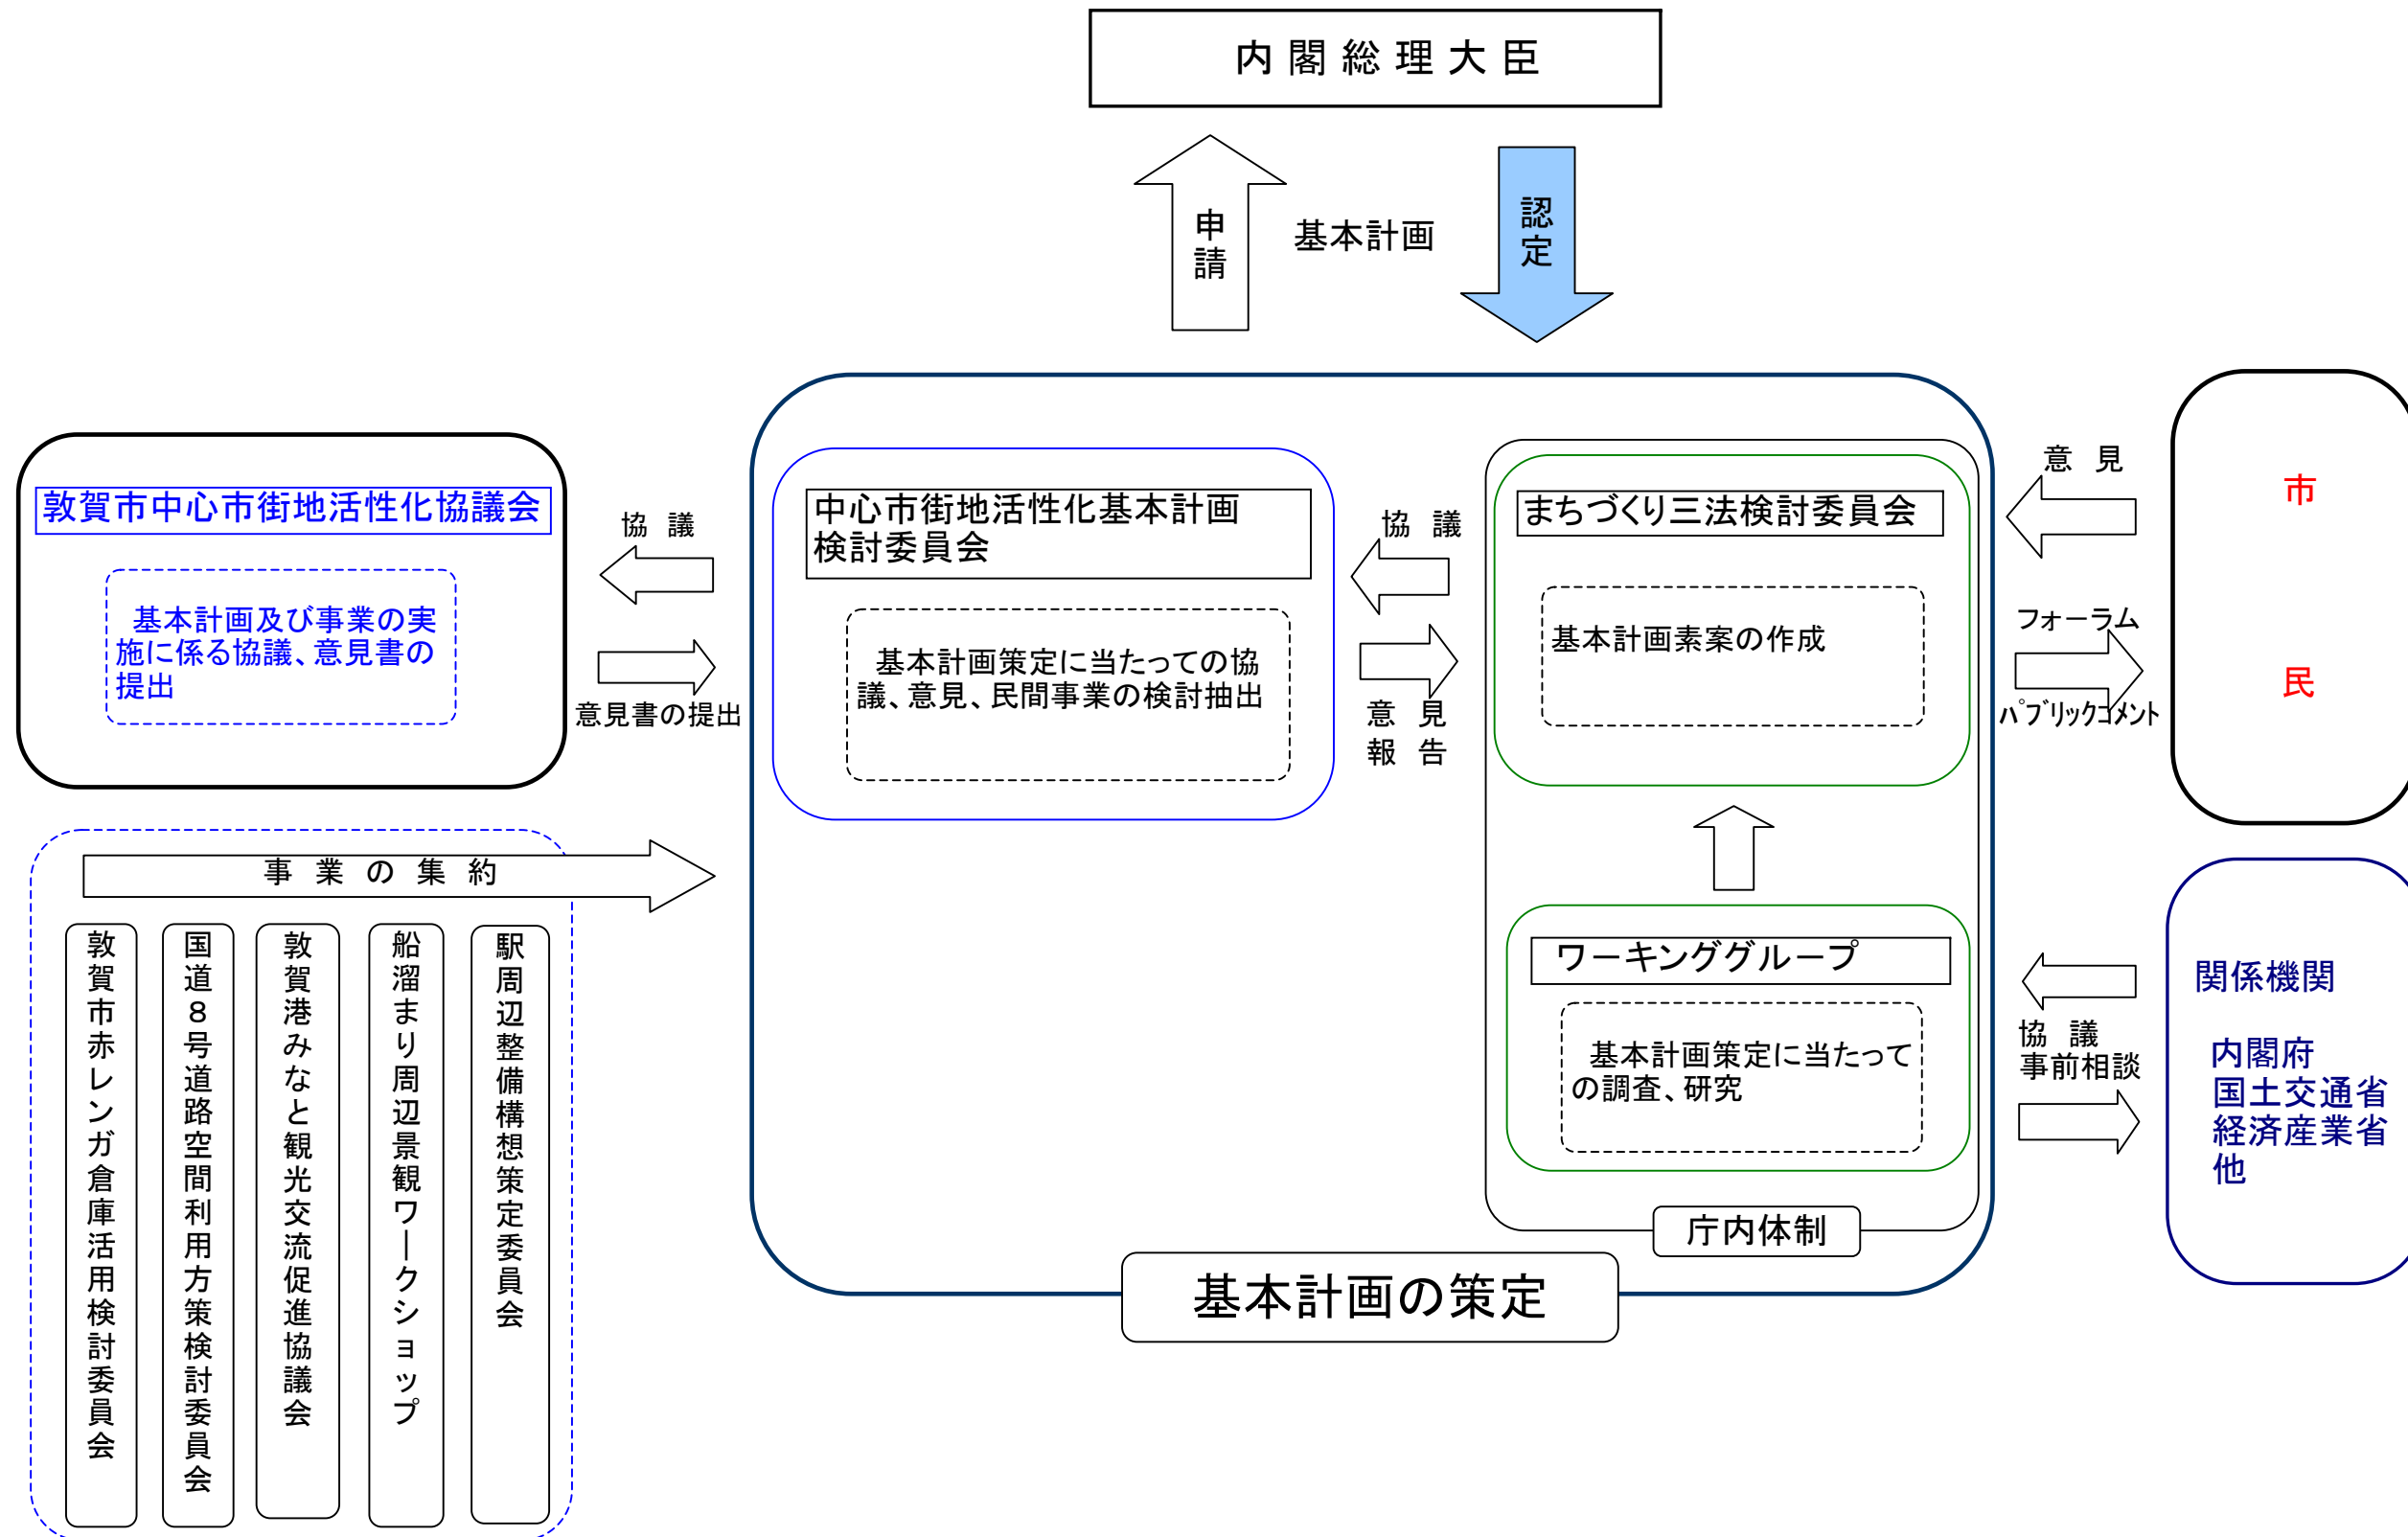 内 閣 総 理 大 臣
申請
基本計画
認定
敦賀市中心市街地活性化協議会
基本計画及び事業の実
施に係る協議、意見書の
提出
協 議
意見書の提出
中心市街地活性化基本計画
検討委員会
基本計画策定に当たっての協
議、意見、民間事業の検討抽出
協 議
意 見
報 告
まちづくり三法検討委員会
基本計画素案の作成
意 見
フォーラム
パブリックコメント
市
民
事 業 の 集 約
敦賀市赤レンガ倉庫活用検討委員会
国道８号道路空間利用方策検討委員会
敦賀港みなと観光交流促進協議会
船溜まり周辺景観ワークショップ
駅周辺整備構想策定委員会
ワーキンググループ
基本計画策定に当たって
の調査、研究
庁内体制
基本計画の策定
協 議
事前相談
関係機関
内閣府
国土交通省
経済産業省
他